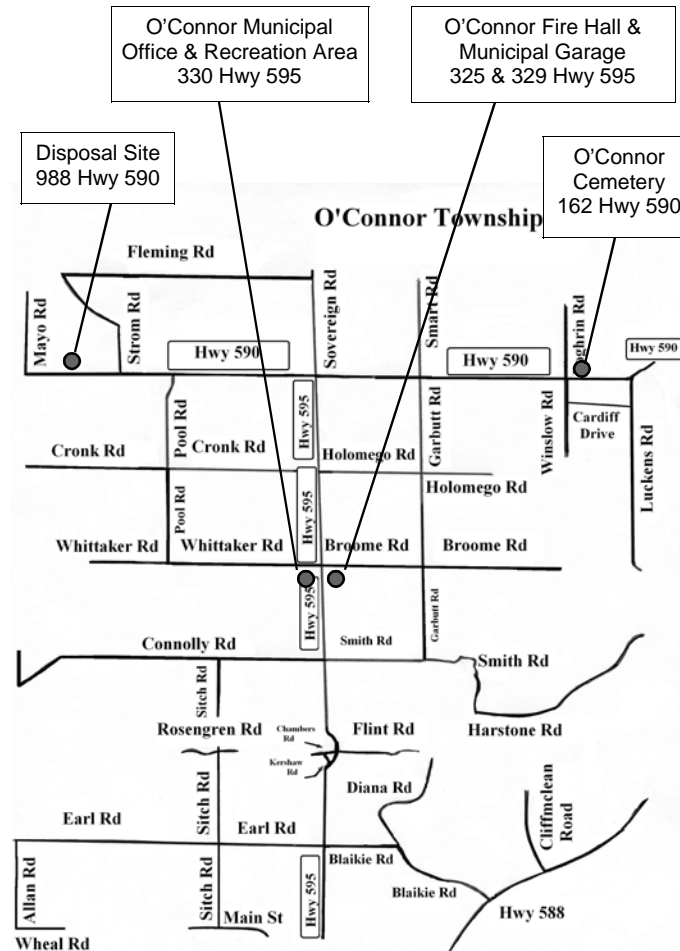 O'Connor Municipal
Office & Recreation Area
330 Hwy 595
O'Connor Fire Hall &
Municipal Garage
325 & 329 Hwy 595
Disposal Site
988 Hwy 590
O'Connor
Cemetery
162 Hwy 590
O'Connor Township
Fleming Rd
Mayo Rd
Strom Rd
Sovereign Rd
Smart Rd
Hwy 590
Hwy 590
Hwy 590
Pool Rd
Hwy 595
Garbutt Rd
Winslow Rd
Cardiff
Drive
Luckens Rd
Cronk Rd
Cronk Rd
Holomego Rd
Holomego Rd
Pool Rd
Hwy 595
Whittaker Rd
Whittaker Rd
Broome Rd
Broome Rd
Hwy 595
Garbutt Rd
Connolly Rd
Smith Rd
Smith Rd
Sitch Rd
Rosengren Rd
Chambers
Rd
Flint Rd
Harstone Rd
Kershaw
Rd
Diana Rd
Sitch Rd
Earl Rd
Earl Rd
Cliffmclean
Road
Blaikie Rd
Allan Rd
Sitch Rd
Hwy 595
Blaikie Rd
Main St
Hwy 588
Wheal Rd